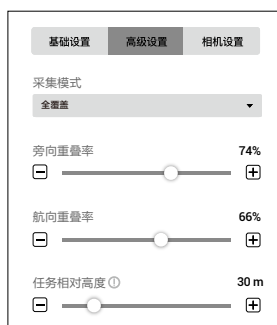 基础设置 高级设置 相机设置
采集模式
全覆盖
旁向重叠率 74%
航向重叠率 66%
任务相对高度 30 m